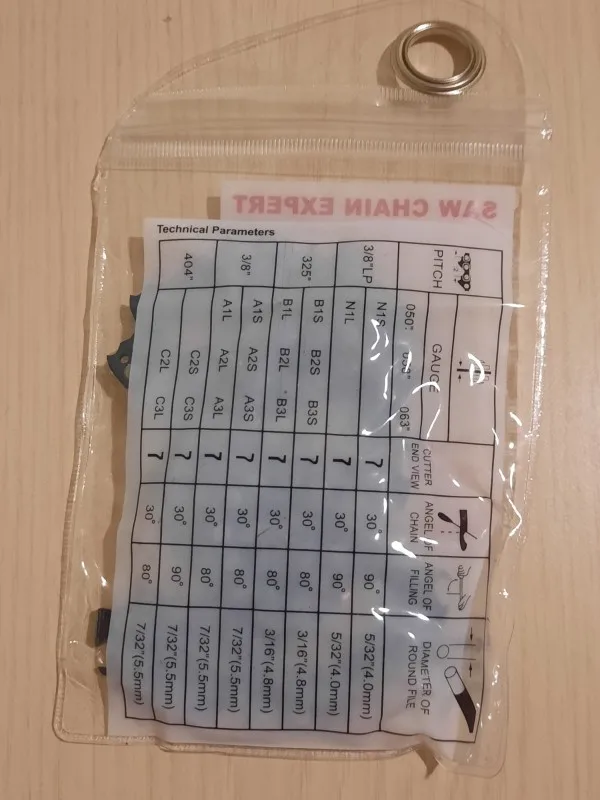 SAW CHAIN EXPERT
Technical Parameters
PITCH GAUGE CUTTER ANGEL OF ANGEL OF DIAMETER OF
END VIEW CHAIN FILLING ROUND FILE
050" 063"
3/8"LP N1S 30° 90° 5/32"(4.0mm)
N1L 30° 90° 5/32"(4.0mm)
325" B1S B2S B3S 30° 80° 3/16"(4.8mm)
B1L B2L B3L 30° 80° 3/16"(4.8mm)
3/8" A1S A2S A3S 30° 80° 7/32"(5.5mm)
A1L A2L A3L 30° 80° 7/32"(5.5mm)
404" C2S C3S 30° 90° 7/32"(5.5mm)
C2L C3L 30° 80° 7/32"(5.5mm)